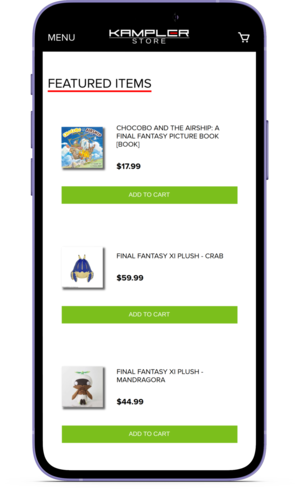 MENU
KAMPLER
STORE
FEATURED ITEMS
CHOCOBO AND THE AIRSHIP: A
FINAL FANTASY PICTURE BOOK
[BOOK]
$17.99
ADD TO CART
FINAL FANTASY XI PLUSH - CRAB
$59.99
ADD TO CART
FINAL FANTASY XI PLUSH -
MANDRAGORA
$44.99
ADD TO CART